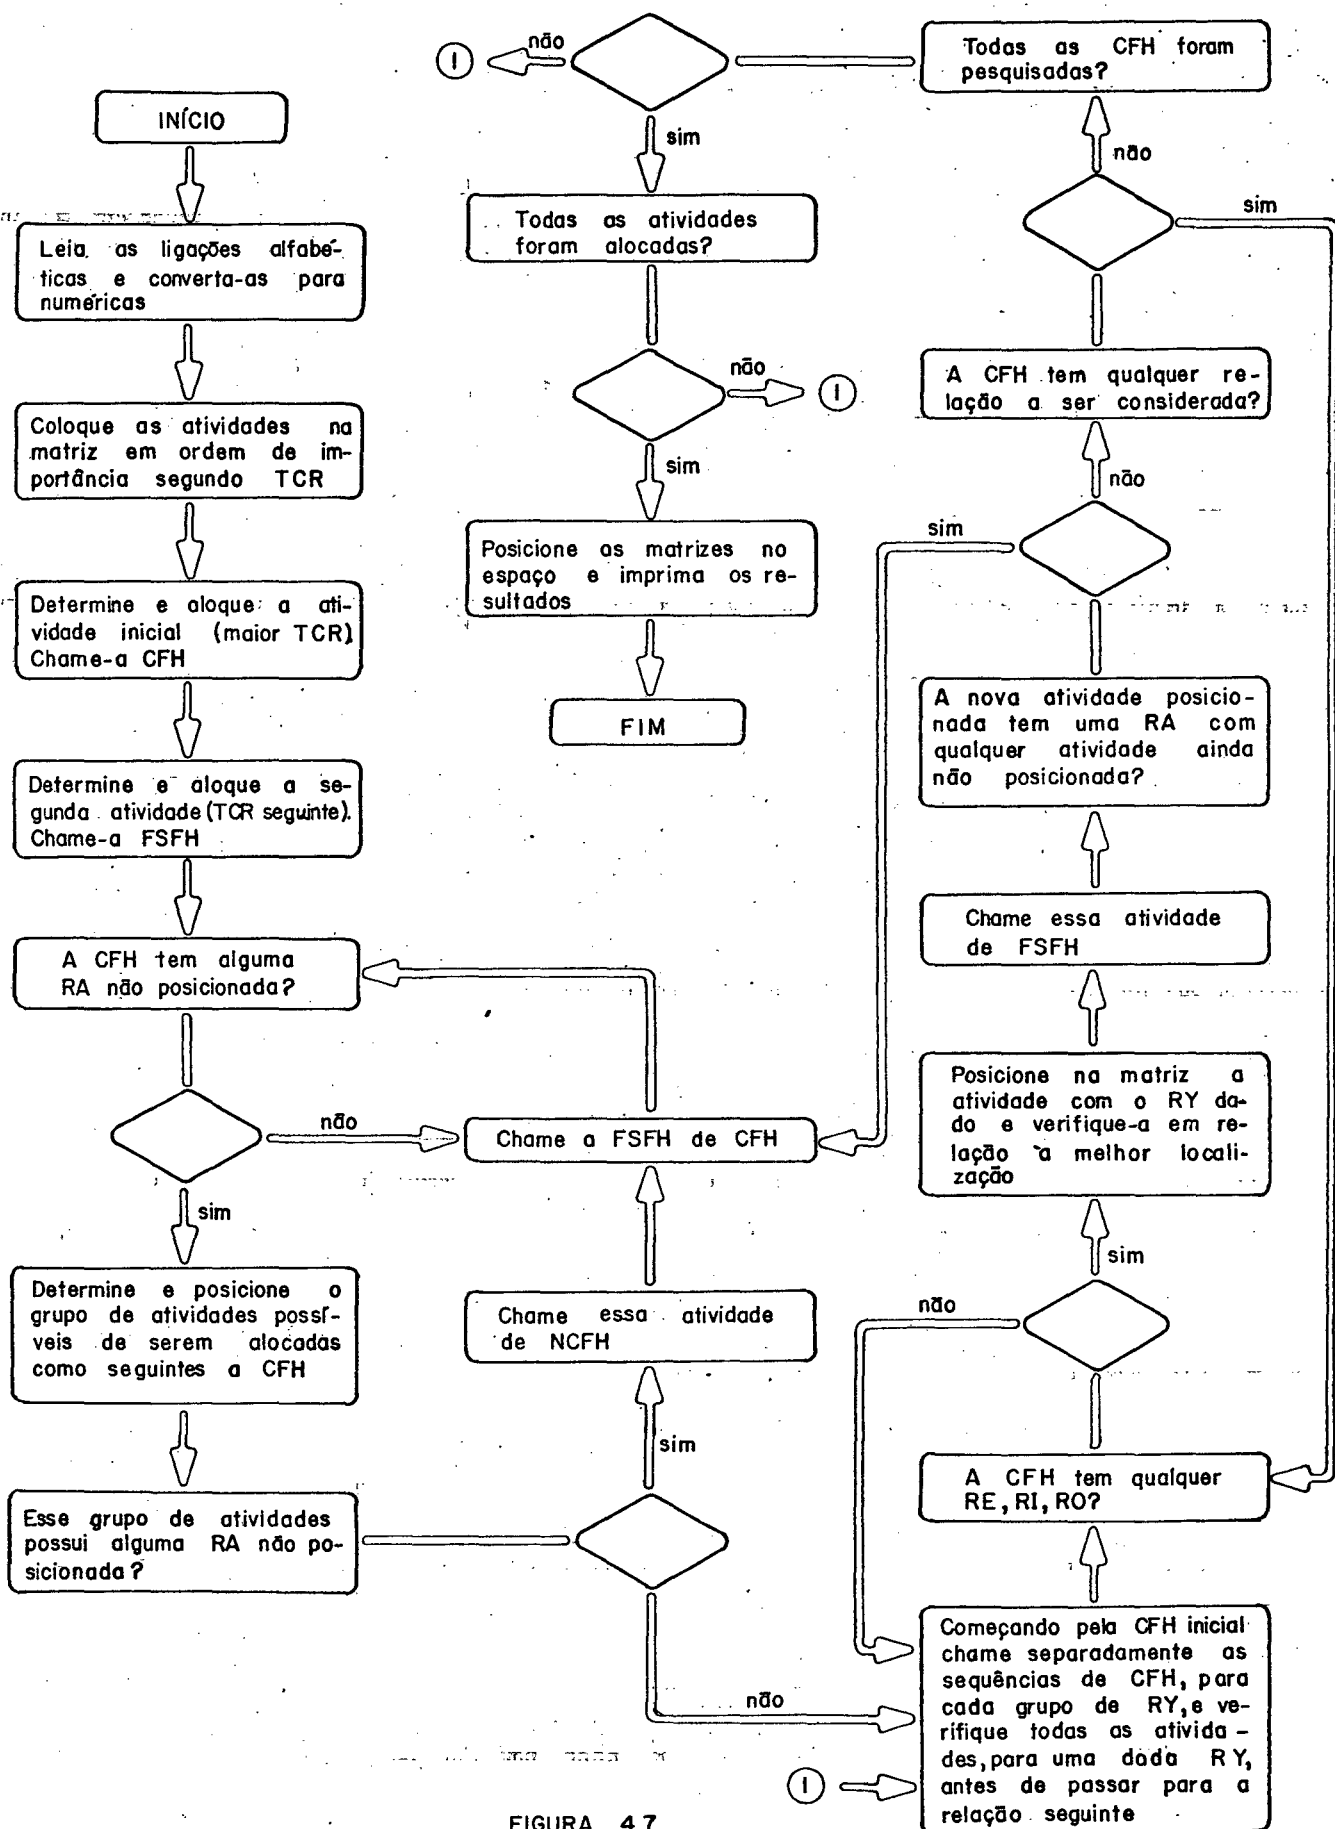 INÍCIO
Leia as ligações alfabé-
ticas e converta-as para
numéricas
Coloque as atividades na
matriz em ordem de im-
portância segundo TCR
Determine e aloque a ati-
vidade inicial (maior TCR)
Chame-a CFH
Determine e aloque a se-
gunda atividade (TCR seguinte).
Chame-a FSFH
A CFH tem alguma
RA não posicionada?
não
sim
Determine e posicione o
grupo de atividades possí-
veis de serem alocadas
como seguintes a CFH
Esse grupo de atividades
possui alguma RA não po-
sicionada?
não
1
sim
Todas as atividades
foram alocadas?
não
1
sim
Posicione as matrizes no
espaço e imprima os re-
sultados
FIM
Chame a FSFH de CFH
Chame essa atividade
de NCFH
sim
não
1
Todas as CFH foram
pesquisadas?
não
sim
A CFH tem qualquer re-
lação a ser considerada?
não
sim
A nova atividade posicio-
nada tem uma RA com
qualquer atividade ainda
não posicionada?
Chame essa atividade
de FSFH
Posicione na matriz a
atividade com o RY da-
do e verifique-a em re-
lação à melhor locali-
zação
sim
não
A CFH tem qualquer
RE, RI, RO?
Começando pela CFH inicial
chame separadamente as
sequências de CFH, para
cada grupo de RY, e ve-
rifique todas as ativida-
des, para uma dada RY,
antes de passar para a
relação seguinte
FIGURA 4.7